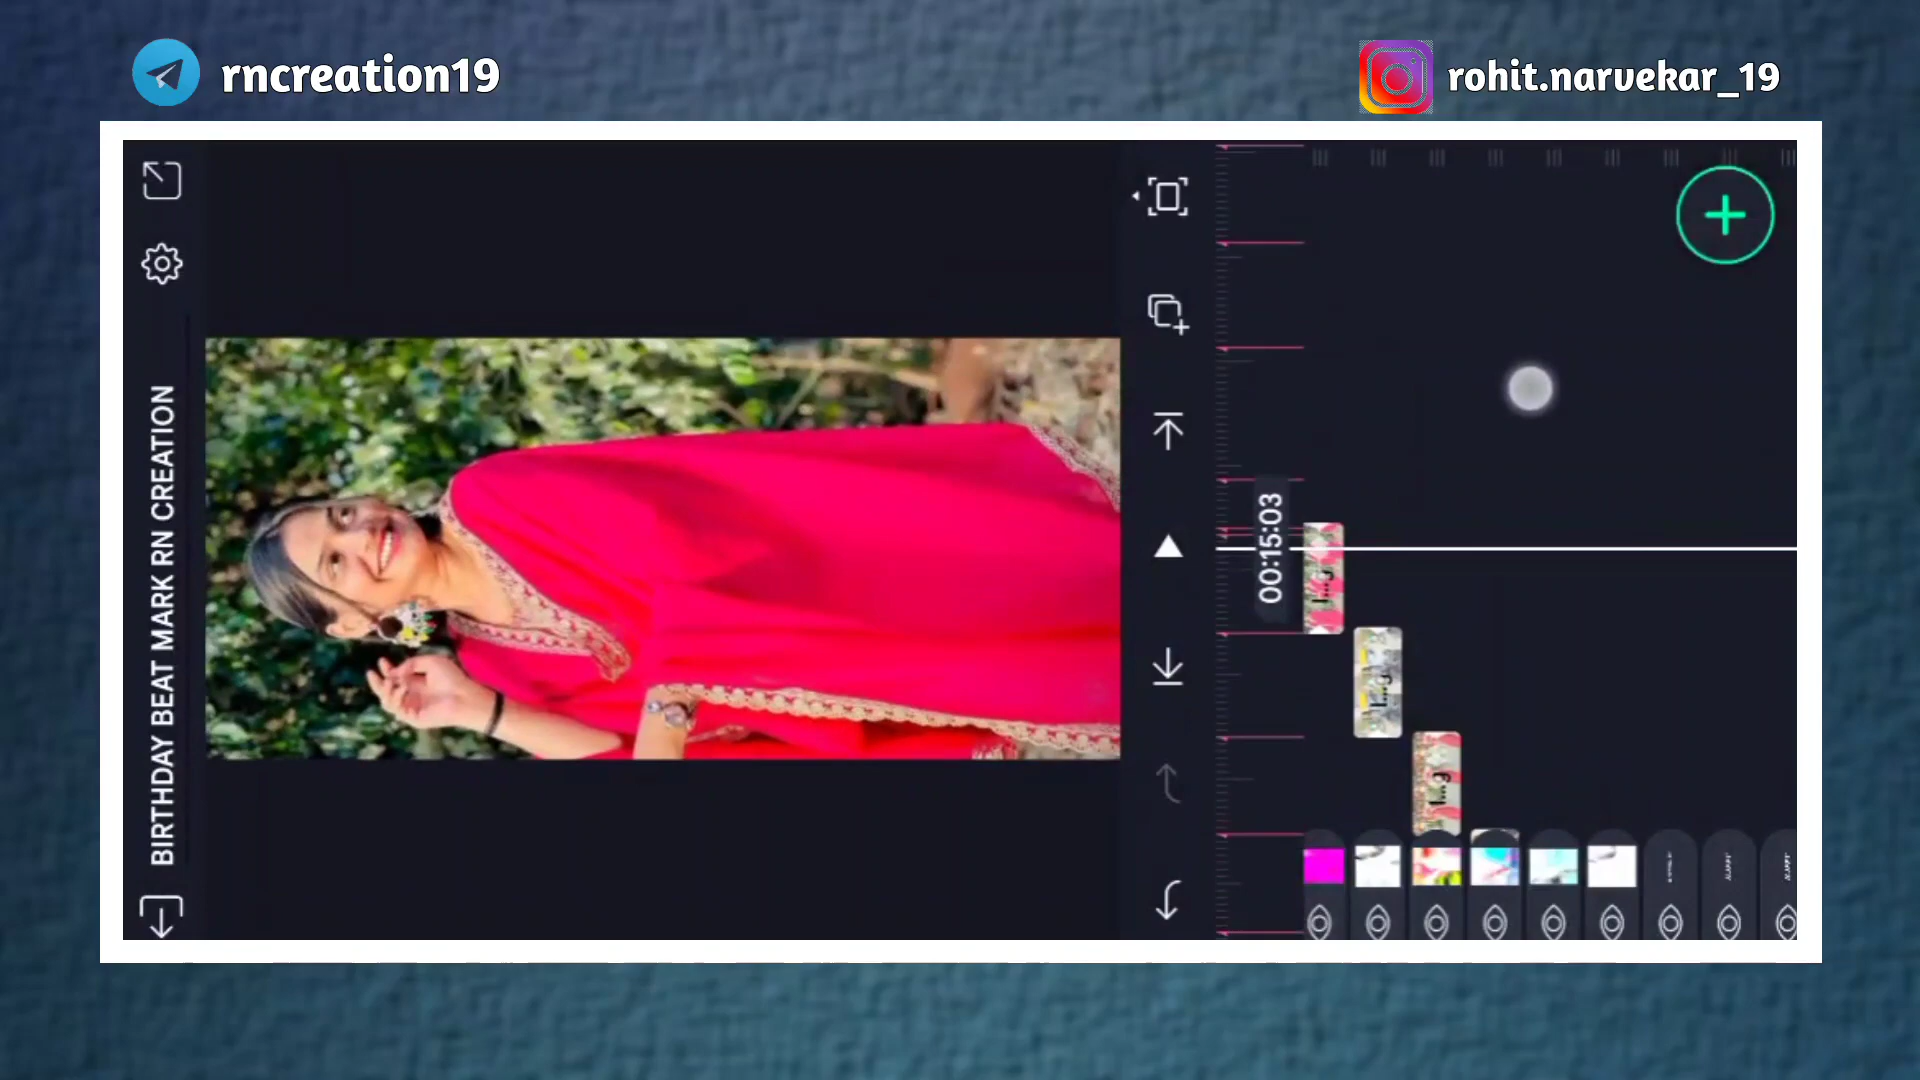 rncreation19
rohit.narvekar_19
BIRTHDAY BEAT MARK RN CREATION
00:15:03